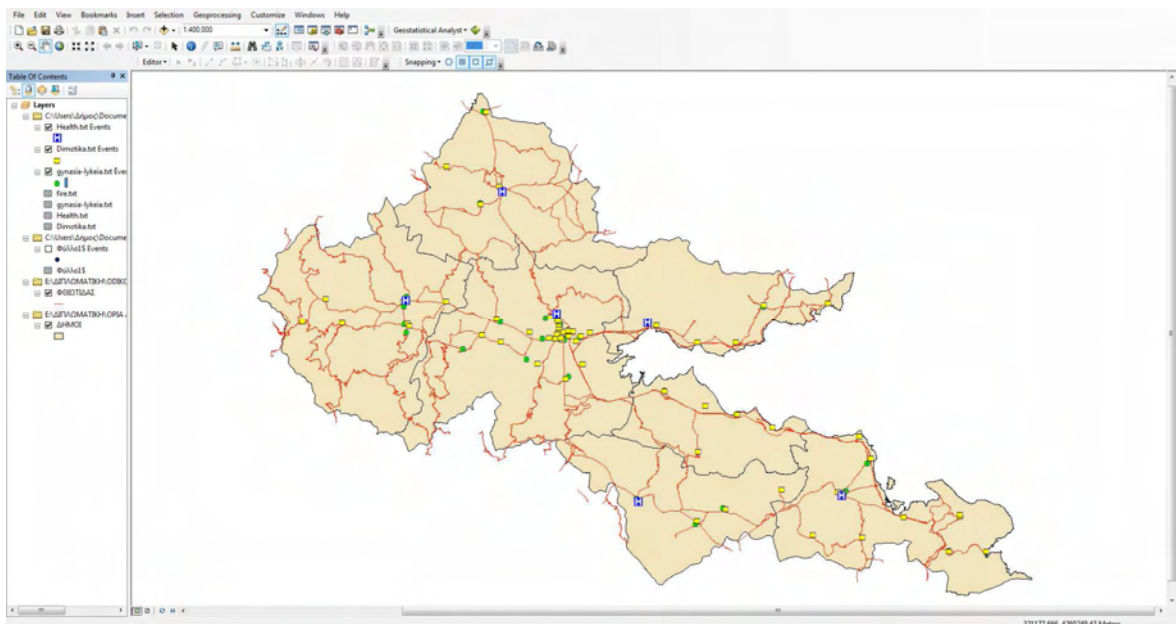 File Edit View Bookmarks Insert Selection Geoprocessing Customize Windows Help
1:400.000
Geostatistical Analyst
Editor
Snapping
Table Of Contents
Layers
C:\Users\Δήμος\Docume
Health.txt Events
H
Dimotika.txt Events
gynasia-lykeia.txt Ever
fire.txt
gynasia-lykeia.txt
Health.txt
Dimotika.txt
C:\Users\Δήμος\Docume
Φύλλο1$ Events
Φύλλο1$
E:\ΔΙΠΛΩΜΑΤΙΚΗ\ΟΔΙΚΟ
ΦΘΙΩΤΙΔΑΣ
E:\ΔΙΠΛΩΜΑΤΙΚΗ\ΟΡΙΑ
ΔΗΜΟΙ
H
H
H
H
H
H